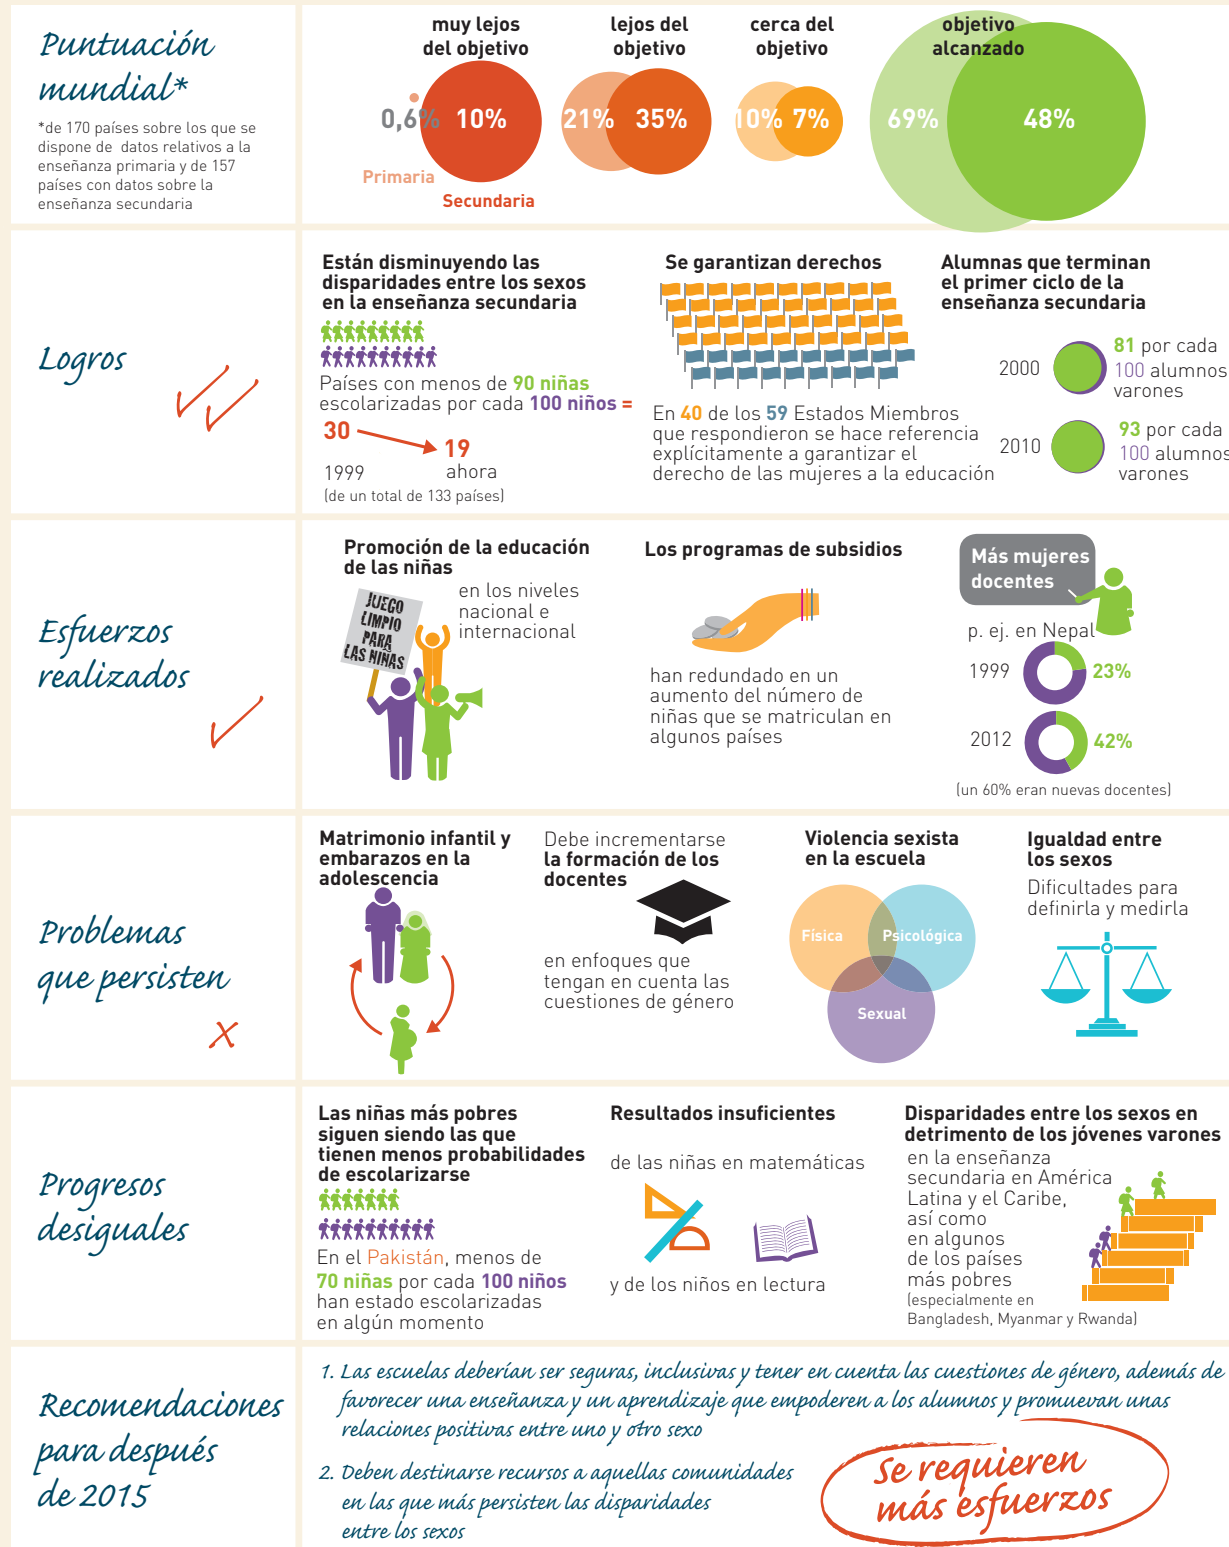 Puntuación
mundial*
*de 170 países sobre los que se
dispone de datos relativos a la
enseñanza primaria y de 157
países con datos sobre la
enseñanza secundaria
muy lejos
del objetivo
lejos del
objetivo
cerca del
objetivo
objetivo
alcanzado
0,6% 10%
21% 35%
10% 7%
69% 48%
Primaria
Secundaria
Logros
Están disminuyendo las
disparidades entre los sexos
en la enseñanza secundaria
Países con menos de 90 niñas
escolarizadas por cada 100 niños =
30
19
1999
ahora
(de un total de 133 países)
Se garantizan derechos
En 40 de los 59 Estados Miembros
que respondieron se hace referencia
explícitamente a garantizar el
derecho de las mujeres a la educación
Alumnas que terminan
el primer ciclo de la
enseñanza secundaria
2000
81 por cada
100 alumnos
varones
2010
93 por cada
100 alumnos
varones
Esfuerzos
realizados
Promoción de la educación
de las niñas
en los niveles
nacional e
internacional
JUEGO
LIMPIO
PARA
LAS NIÑAS
Los programas de subsidios
han redundado en un
aumento del número de
niñas que se matriculan en
algunos países
Más mujeres
docentes
p. ej. en Nepal
1999
23%
2012
42%
(un 60% eran nuevas docentes)
Problemas
que persisten
Matrimonio infantil y
embarazos en la
adolescencia
Debe incrementarse
la formación de los
docentes
en enfoques que
tengan en cuenta las
cuestiones de género
Violencia sexista
en la escuela
Física
Psicológica
Sexual
Igualdad entre
los sexos
Dificultades para
definirla y medirla
Progresos
desiguales
Las niñas más pobres
siguen siendo las que
tienen menos probabilidades
de escolarizarse
En el Pakistán, menos de
70 niñas por cada 100 niños
han estado escolarizadas
en algún momento
Resultados insuficientes
de las niñas en matemáticas
y de los niños en lectura
Disparidades entre los sexos en
detrimento de los jóvenes varones
en la enseñanza
secundaria en América
Latina y el Caribe,
así como
en algunos
de los países
más pobres
(especialmente en
Bangladesh, Myanmar y Rwanda)
Recomendaciones
para después
de 2015
1. Las escuelas deberían ser seguras, inclusivas y tener en cuenta las cuestiones de género, además de
favorecer una enseñanza y un aprendizaje que empoderen a los alumnos y promuevan unas
relaciones positivas entre uno y otro sexo
2. Deben destinarse recursos a aquellas comunidades
en las que más persisten las disparidades
entre los sexos
Se requieren
más esfuerzos